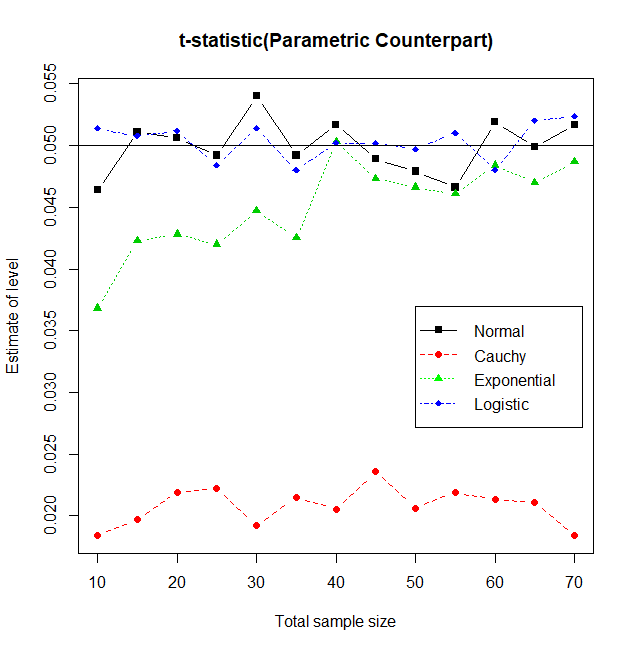 t-statistic(Parametric Counterpart)
Estimate of level
0.055
0.050
0.045
0.040
0.035
0.030
0.025
0.020
Normal
Cauchy
Exponential
Logistic
10 20 30 40 50 60 70
Total sample size